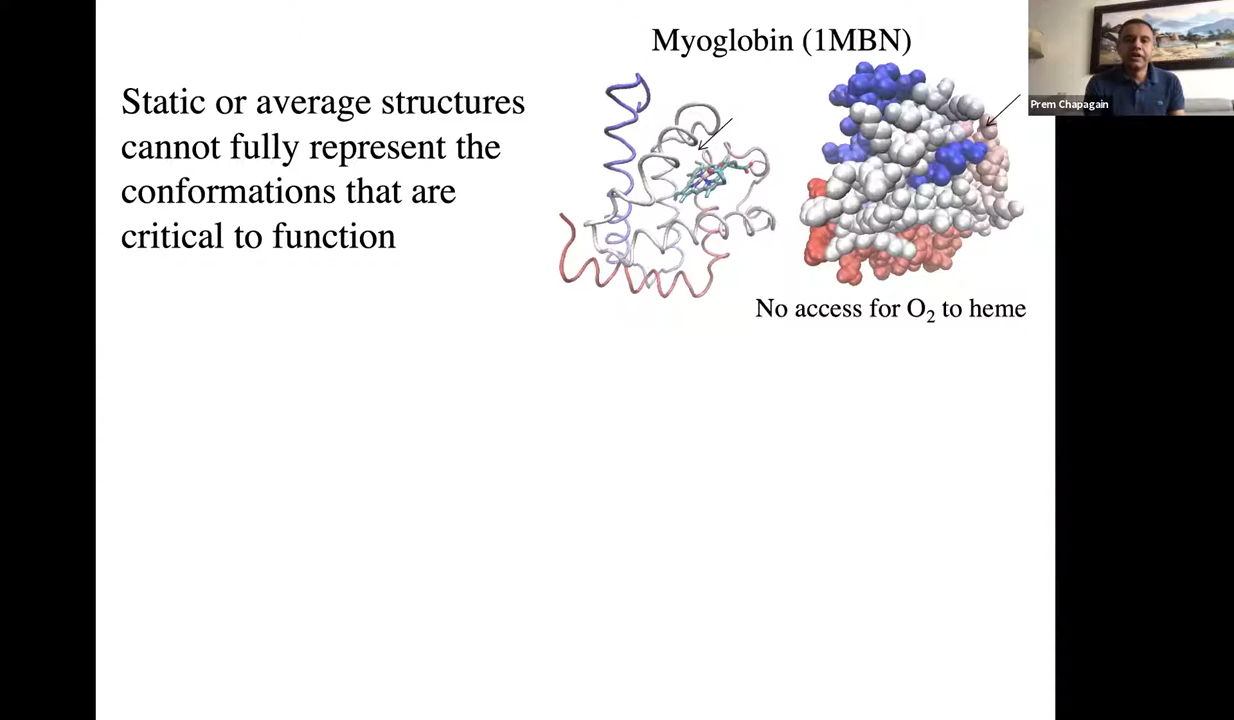 Myoglobin (1MBN)
Static or average structures
cannot fully represent the
conformations that are
critical to function
No access for O₂ to heme
Prem Chapagain